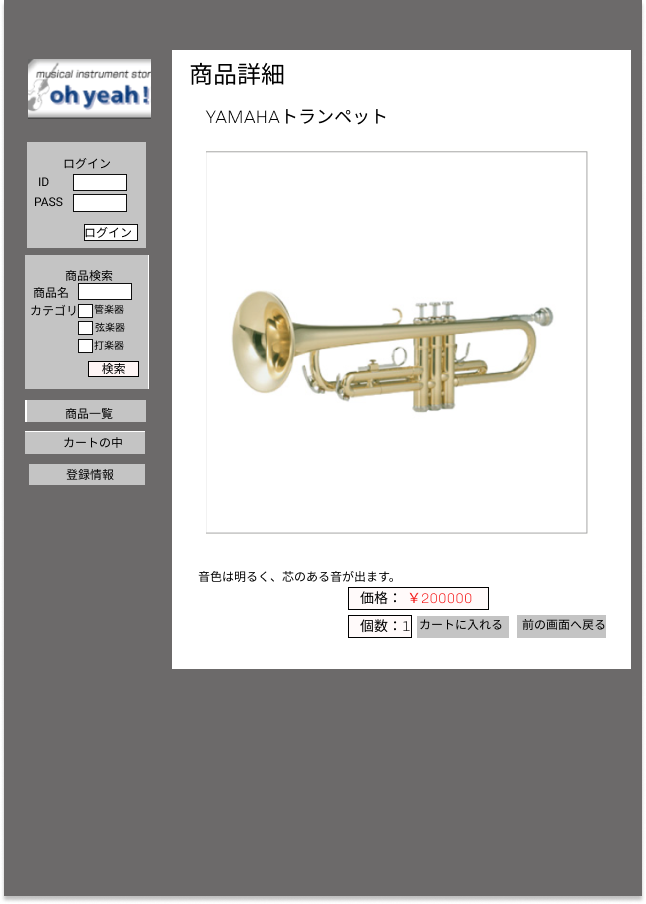 musical instrument stor
oh yeah!
ログイン
ID
PASS
ログイン
商品検索
商品名
カテゴリ
管楽器
弦楽器
打楽器
検索
商品一覧
カートの中
登録情報
商品詳細
YAMAHAトランペット
音色は明るく、芯のある音が出ます。
価格：￥200000
個数：1
カートに入れる
前の画面へ戻る